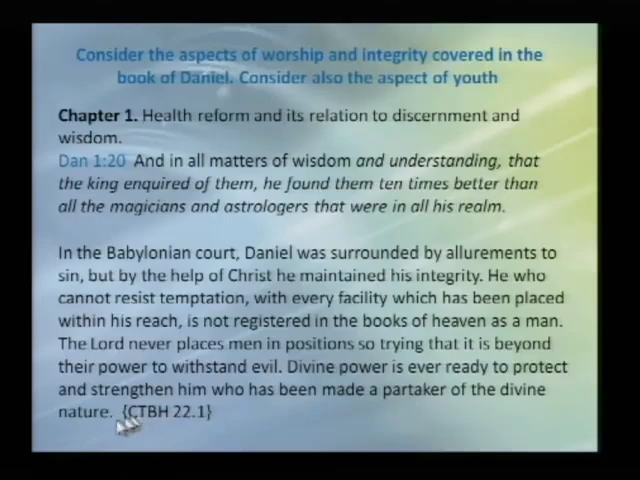 Consider the aspects of worship and integrity covered in the
book of Daniel. Consider also the aspect of youth
Chapter 1. Health reform and its relation to discernment and
wisdom.
Dan 1:20 And in all matters of wisdom and understanding, that
the king enquired of them, he found them ten times better than
all the magicians and astrologers that were in all his realm.
In the Babylonian court, Daniel was surrounded by allurements to
sin, but by the help of Christ he maintained his integrity. He who
cannot resist temptation, with every facility which has been placed
within his reach, is not registered in the books of heaven as a man.
The Lord never places men in positions so trying that it is beyond
their power to withstand evil. Divine power is ever ready to protect
and strengthen him who has been made a partaker of the divine
nature. {CTBH 22.1}